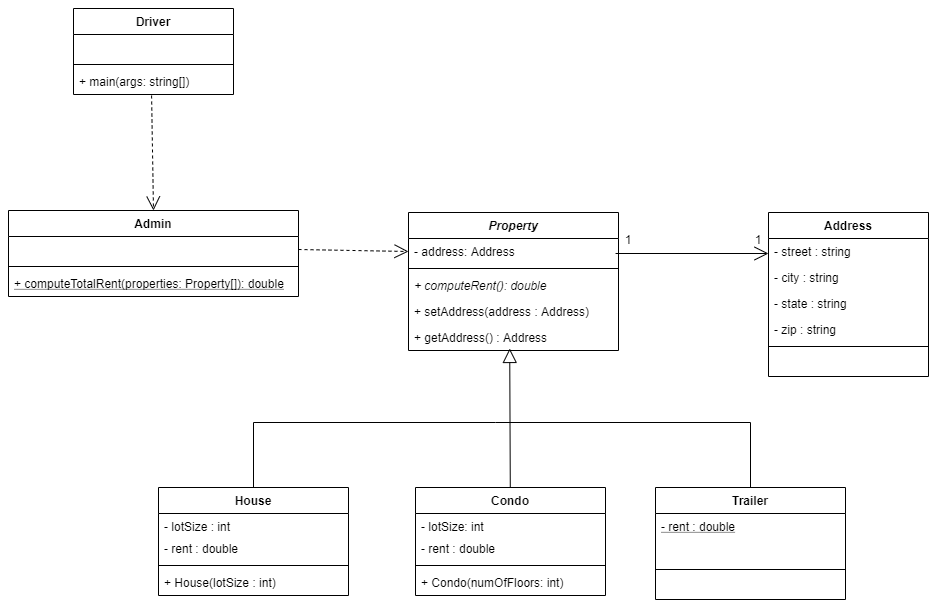 Driver
+ main(args: string[])
Admin
+ computeTotalRent(properties: Property[]): double
Property
- address: Address
+ computeRent(): double
+ setAddress(address : Address)
+ getAddress() : Address
1
1
Address
- street : string
- city : string
- state : string
- zip : string
House
- lotSize : int
- rent : double
+ House(lotSize : int)
Condo
- lotSize: int
- rent : double
+ Condo(numOfFloors: int)
Trailer
- rent : double